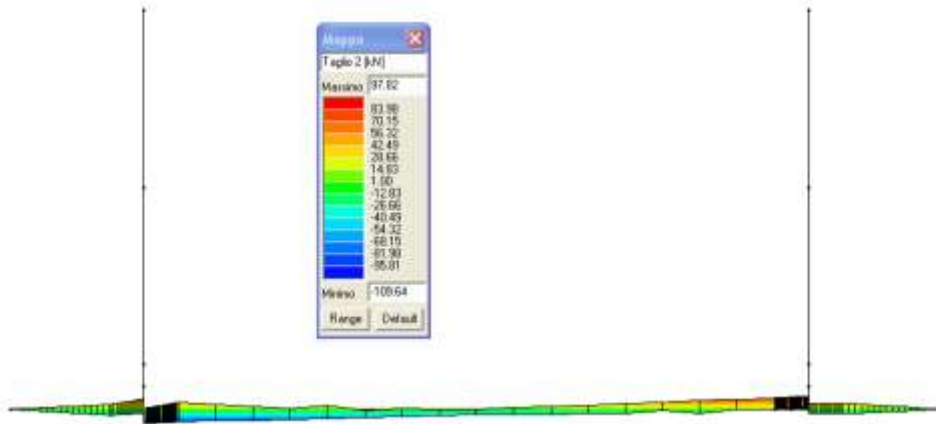 Mappa
Taglio 2 [kN]
Massimo 97.82
83.98
70.15
56.32
42.49
28.66
14.83
1.00
-12.83
-26.66
-40.49
-54.32
-68.15
-81.98
-95.81
Minimo -109.64
Range Default